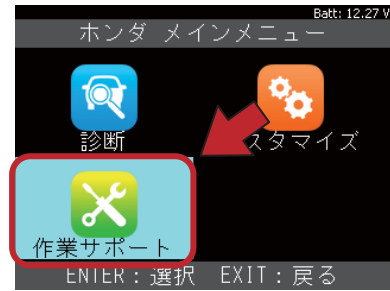 Batt: 12.27 V
ホンダ メインメニュー
診断
スタマイズ
作業サポート
ENTER：選択 EXIT：戻る